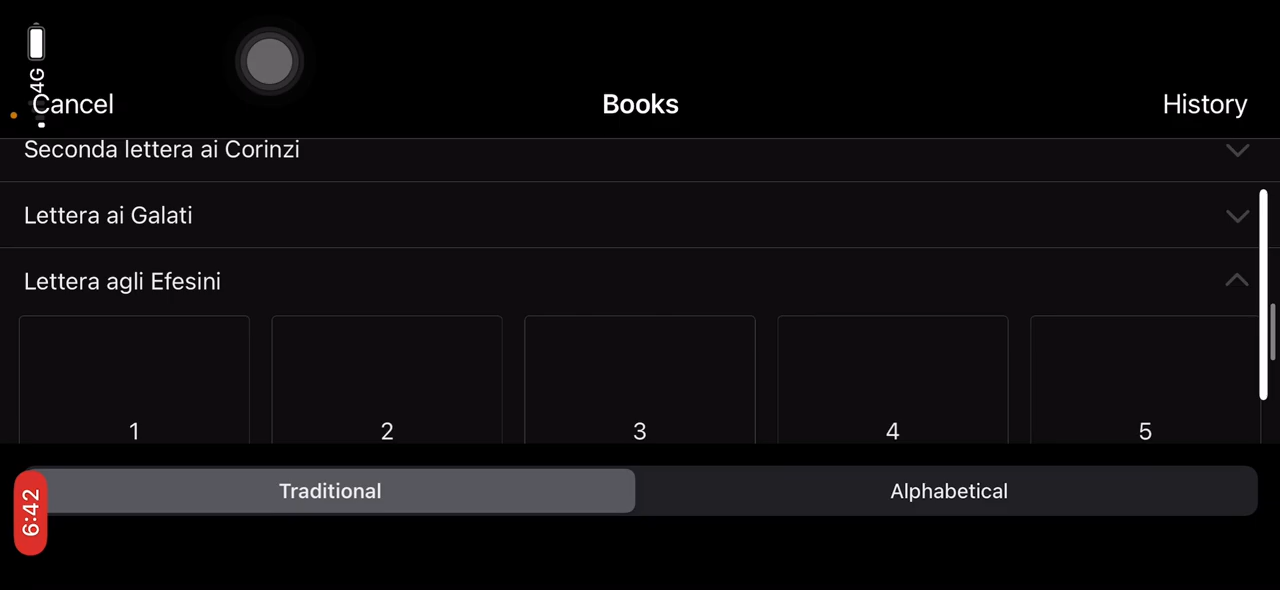 4G
Cancel
Books
History
Seconda lettera ai Corinzi
Lettera ai Galati
Lettera agli Efesini
1
2
3
4
5
Traditional
Alphabetical
6:42